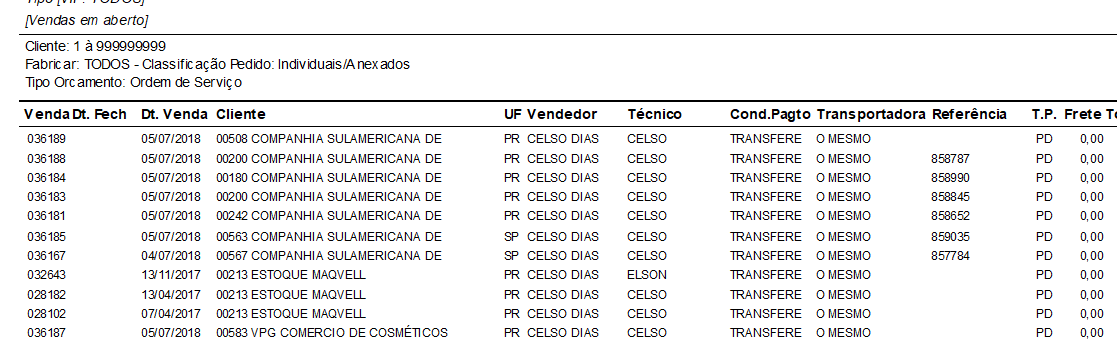 Tipo [VIP: TODOS]
[Vendas em aberto]
Cliente: 1 à 999999999
Fabricar: TODOS - Classificação Pedido: Individuais/Anexados
Tipo Orcamento: Ordem de Serviço
Venda Dt. Fech Dt. Venda Cliente UF Vendedor Técnico Cond.Pagto Transportadora Referência T.P. Frete To
036189 05/07/2018 00508 COMPANHIA SULAMERICANA DE PR CELSO DIAS CELSO TRANSFERE O MESMO PD 0,00
036188 05/07/2018 00200 COMPANHIA SULAMERICANA DE PR CELSO DIAS CELSO TRANSFERE O MESMO 858787 PD 0,00
036184 05/07/2018 00180 COMPANHIA SULAMERICANA DE PR CELSO DIAS CELSO TRANSFERE O MESMO 858990 PD 0,00
036183 05/07/2018 00200 COMPANHIA SULAMERICANA DE PR CELSO DIAS CELSO TRANSFERE O MESMO 858845 PD 0,00
036181 05/07/2018 00242 COMPANHIA SULAMERICANA DE PR CELSO DIAS CELSO TRANSFERE O MESMO 858652 PD 0,00
036185 05/07/2018 00563 COMPANHIA SULAMERICANA DE SP CELSO DIAS CELSO TRANSFERE O MESMO 859035 PD 0,00
036167 04/07/2018 00567 COMPANHIA SULAMERICANA DE SP CELSO DIAS CELSO TRANSFERE O MESMO 857784 PD 0,00
032643 13/11/2017 00213 ESTOQUE MAQVELL PR CELSO DIAS ELSON TRANSFERE O MESMO PD 0,00
028182 13/04/2017 00213 ESTOQUE MAQVELL PR CELSO DIAS CELSO TRANSFERE O MESMO PD 0,00
028102 07/04/2017 00213 ESTOQUE MAQVELL PR CELSO DIAS CELSO TRANSFERE O MESMO PD 0,00
036187 05/07/2018 00583 VPG COMERCIO DE COSMÉTICOS PR CELSO DIAS CELSO TRANSFERE O MESMO PD 0,00